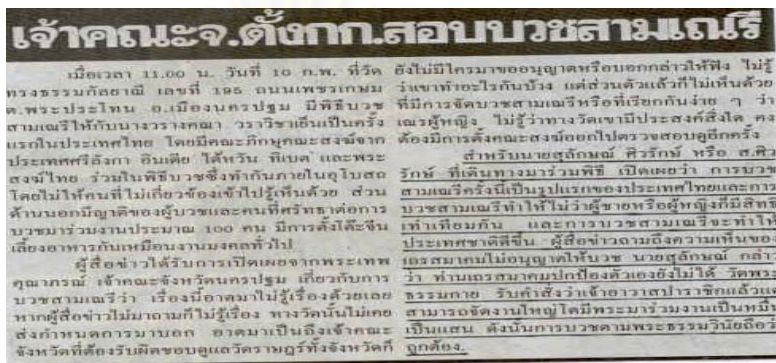 เจ้าคณะจ.ตั้งกก.สอบบวชสามเณรี
เมื่อเวลา 11.00 น. วันที่ 10 ก.พ. ที่วัด
ทรงธรรมกัลยาณี เลขที่ 195 ถนนเพชรเกษม
ต.พระประโทน อ.เมืองนครปฐม มีพิธีบวช
สามเณรีให้กับนางวรางคณา วราวิชาเย็นเป็นครั้ง
แรกในประเทศไทย โดยมีคณะภิกษุคณะสงฆ์จาก
ประเทศศรีลังกา อินเดีย ไต้หวัน ทิเบต และพระ
สงฆ์ไทย ร่วมในพิธีบวชซึ่งทำกันภายในอุโบสถ
โดยไม่ให้คนที่ไม่เกี่ยวข้องเข้าไปรู้เห็นด้วย ส่วน
ด้านนอกมีญาติของผู้บวชและคนที่ศรัทธาต่อการ
บวชมาร่วมงานประมาณ 100 คน มีการตั้งโต๊ะจีน
เลี้ยงอาหารกันเหมือนงานมงคลทั่วไป
ผู้สื่อข่าวได้รับการเปิดเผยจากพระเทพ
คุณาภรณ์ เจ้าคณะจังหวัดนครปฐม เกี่ยวกับการ
บวชสามเณรีว่า เรื่องนี้อาตมาไม่รู้เรื่องด้วยเลย
หากผู้สื่อข่าวไม่มาถามก็ไม่รู้เรื่อง ทางวัดนั้นไม่เคย
ส่งกำหนดการมาบอก อาตมาเป็นถึงเจ้าคณะ
จังหวัดที่ต้องรับผิดชอบดูแลวัดราษฎร์ทั้งจังหวัดก็
ยังไม่มีใครมาขออนุญาตหรือบอกกล่าวให้ฟัง ไม่รู้
ว่าเขาทำอะไรกันบ้าง แต่ส่วนตัวแล้วก็ไม่เห็นด้วย
ที่มีการจัดบวชสามเณรีหรือที่เรียกกันง่าย ๆ ว่า
เณรผู้หญิง ไม่รู้ว่าทางวัดเขามีประสงค์สิ่งใด คง
ต้องมีการตั้งคณะสงฆ์ออกไปตรวจสอบดูอีกครั้ง
สำหรับนายสุลักษณ์ ศิวรักษ์ หรือ ส.ศิว
รักษ์ ที่เดินทางมาร่วมพิธี เปิดเผยว่า การบวช
สามเณรีครั้งนี้เป็นรูปแรกของประเทศไทยและการ
บวชสามเณรีทำให้ไม่ว่าผู้ชายหรือผู้หญิงก็มีสิทธิ
เท่าเทียมกัน และการบวชสามเณรีจะทำให้
ประเทศชาติดีขึ้น ผู้สื่อข่าวถามถึงความเห็นของ
เถรสมาคมไม่อนุญาตให้บวช นายสุลักษณ์ กล่าว
ว่า ท่านเถรสมาคมปกป้องตัวเองยังไม่ได้ วัดพระ
ธรรมกาย รับคำสั่งว่าเจ้าอาวาสปาราชิกแล้วแต่
สามารถจัดงานใหญ่โตมีพระมาร่วมงานเป็นหมื่น
เป็นแสน ดังนั้นการบวชตามพระธรรมวินัยถือว่า
ถูกต้อง.